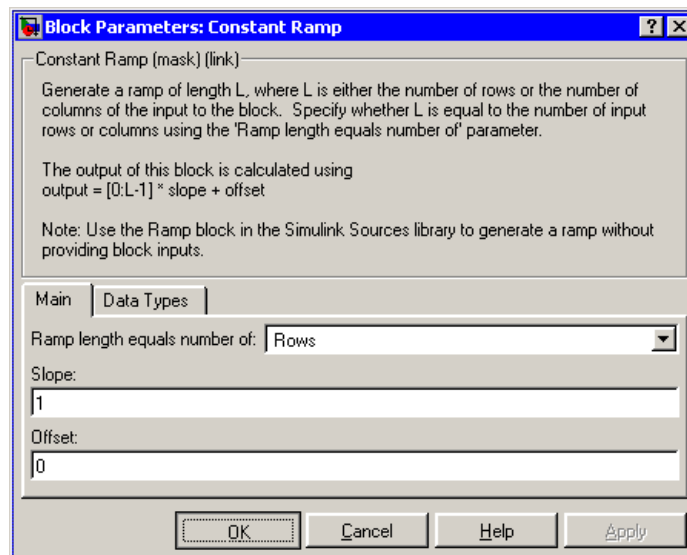 Block Parameters: Constant Ramp
Constant Ramp (mask) (link)
Generate a ramp of length L, where L is either the number of rows or the number of
columns of the input to the block.  Specify whether L is equal to the number of input
rows or columns using the 'Ramp length equals number of' parameter.
The output of this block is calculated using
output = [0:L-1] * slope + offset
Note: Use the Ramp block in the Simulink Sources library to generate a ramp without
providing block inputs.
Main Data Types
Ramp length equals number of: Rows
Slope:
1
Offset:
0
OK Cancel Help Apply